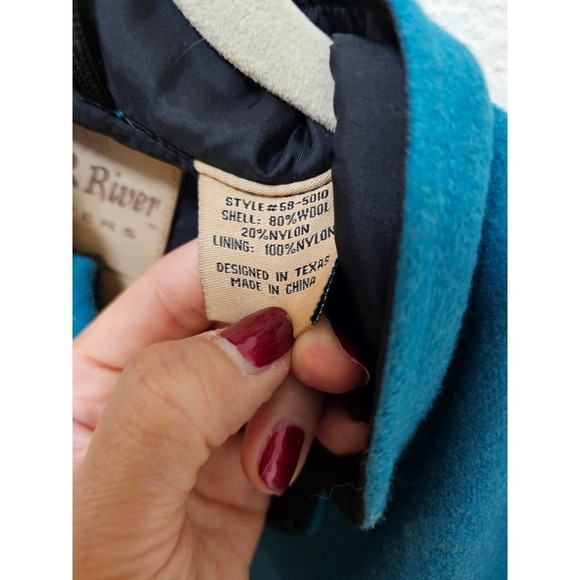 River
STYLE#58-5010
SHELL: 80%WOOL
20%NYLON
LINING: 100%NYLON
DESIGNED IN TEXAS
MADE IN CHINA